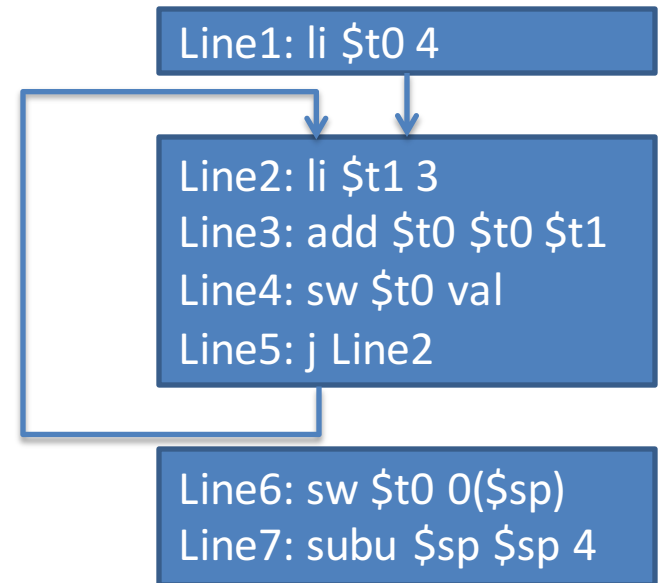 Line1: li $t0 4
Line2: li $t1 3
Line3: add $t0 $t0 $t1
Line4: sw $t0 val
Line5: j Line2
Line6: sw $t0 0($sp)
Line7: subu $sp $sp 4